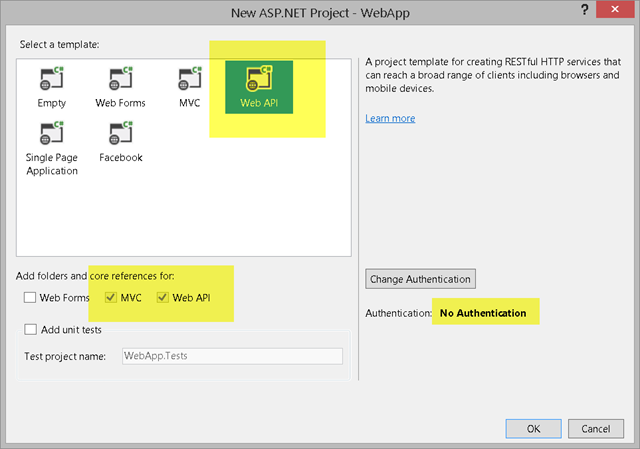 New ASP.NET Project - WebApp
?
Select a template:
Empty
Web Forms
MVC
Web API
Single Page
Application
Facebook
A project template for creating RESTful HTTP services that
can reach a broad range of clients including browsers and
mobile devices.
Learn more
Add folders and core references for:
Web Forms
MVC
Web API
Add unit tests
Test project name:
WebApp.Tests
Change Authentication
Authentication: No Authentication
OK
Cancel